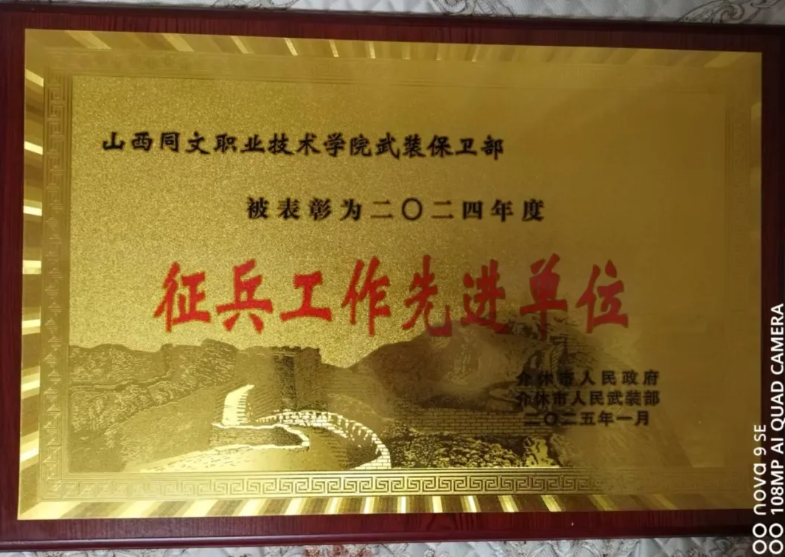 山西同文职业技术学院武装保卫部
被表彰为二〇二四年度
征兵工作先进单位
介休市人民政府
介休市人民武装部
二〇二五年一月
nova 9 SE
108MP AI QUAD CAMERA